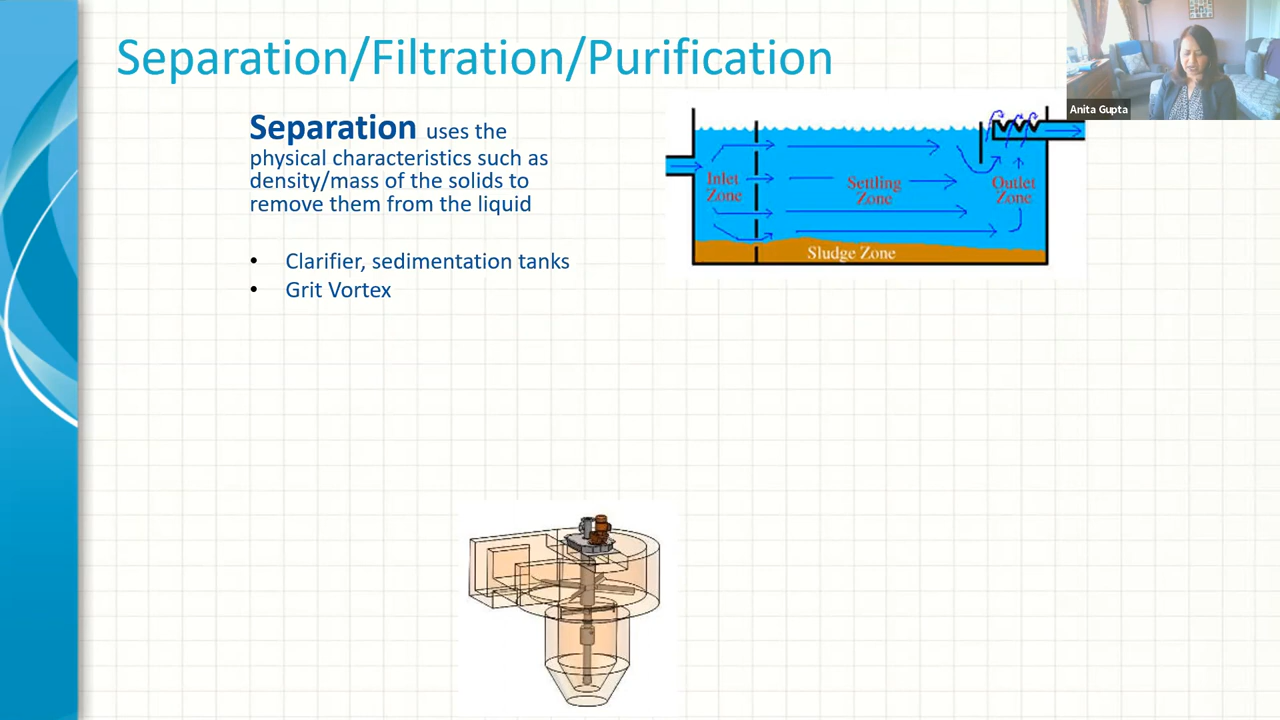 Separation/Filtration/Purification
Anita Gupta
Separation uses the
physical characteristics such as
density/mass of the solids to
remove them from the liquid
• Clarifier, sedimentation tanks
• Grit Vortex
Inlet
Zone
Settling
Zone
Outlet
Zone
Sludge Zone